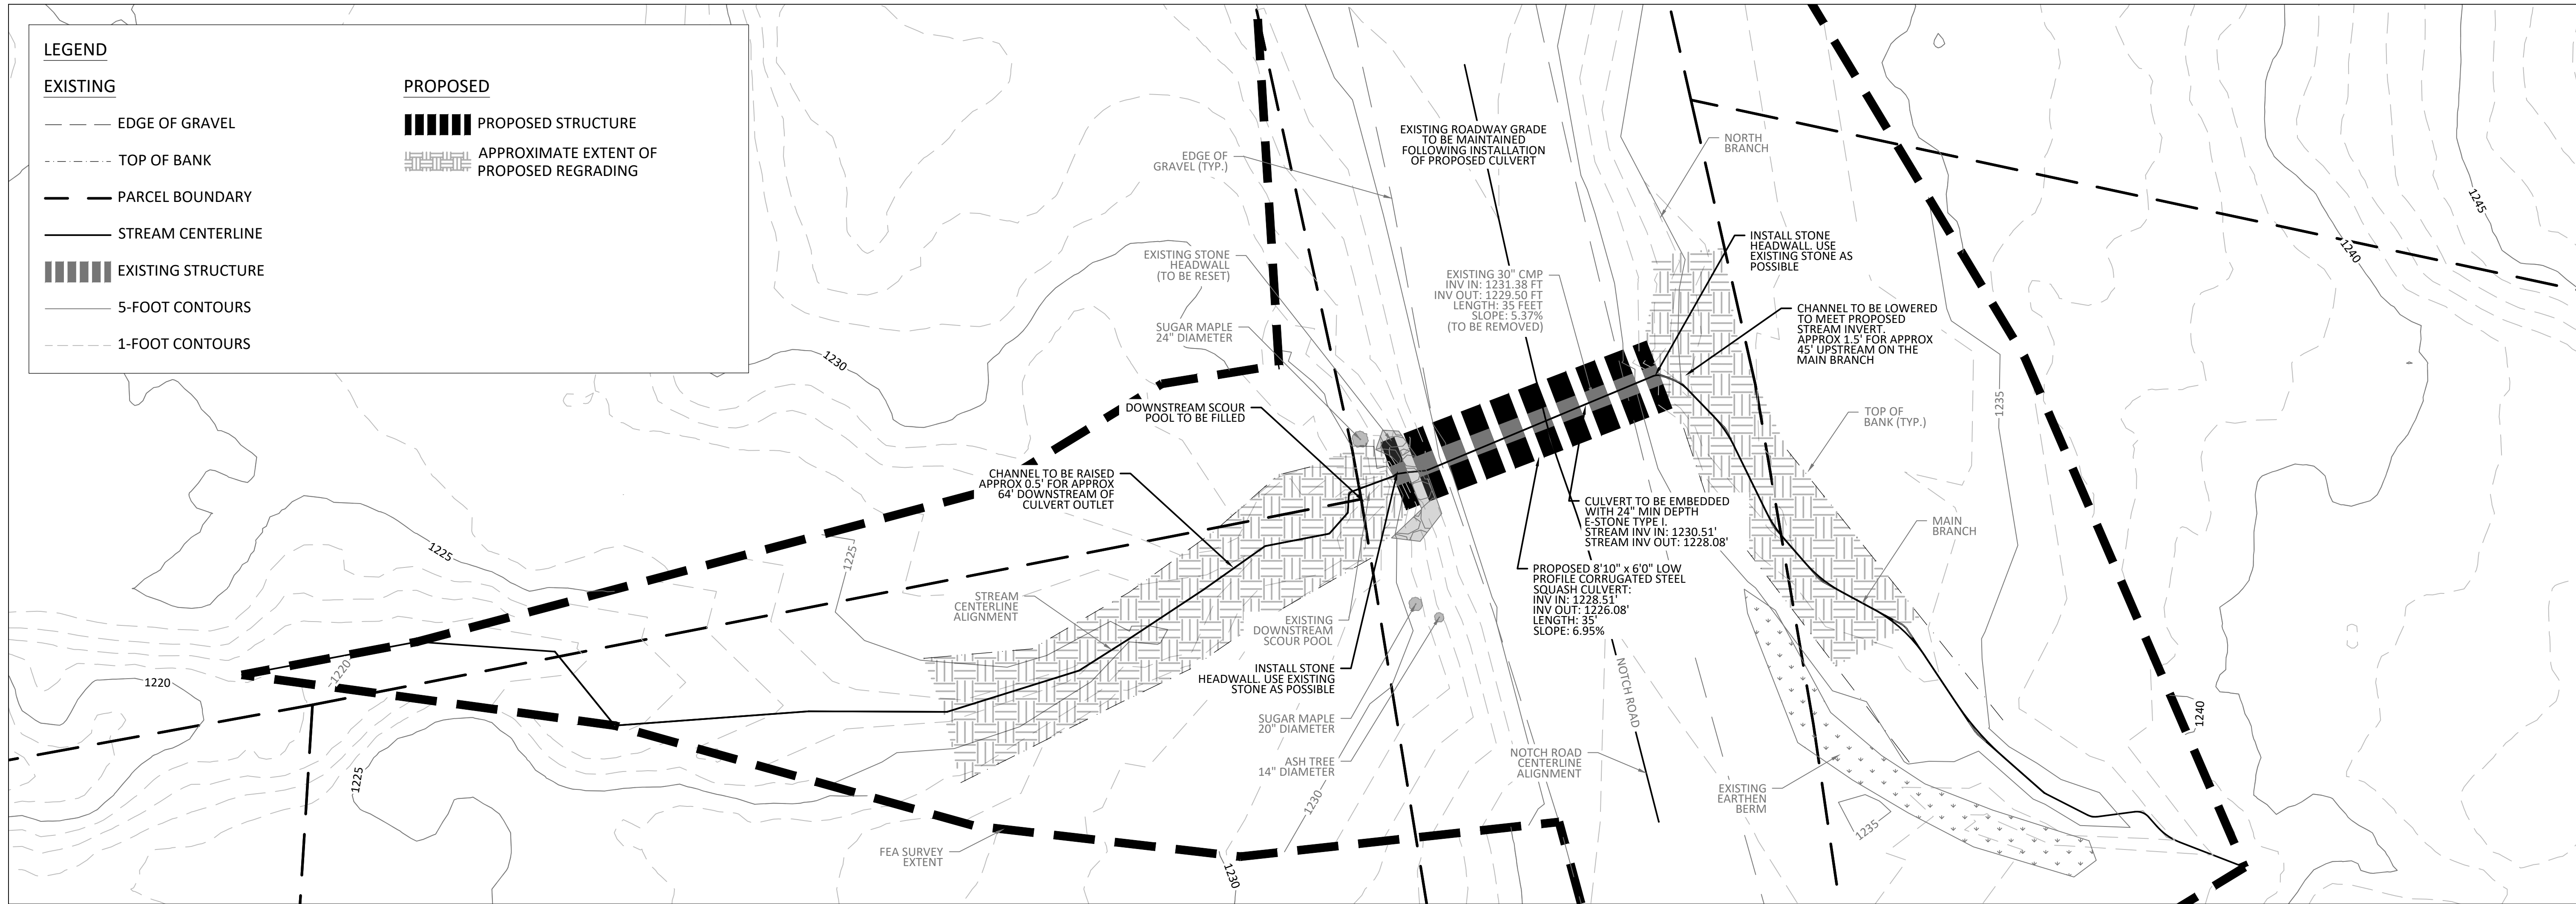 LEGEND
EXISTING
EDGE OF GRAVEL
TOP OF BANK
PARCEL BOUNDARY
STREAM CENTERLINE
EXISTING STRUCTURE
5-FOOT CONTOURS
1-FOOT CONTOURS
PROPOSED
PROPOSED STRUCTURE
APPROXIMATE EXTENT OF
PROPOSED REGRADING
EDGE OF
GRAVEL (TYP.)
EXISTING ROADWAY GRADE
TO BE MAINTAINED
FOLLOWING INSTALLATION
OF PROPOSED CULVERT
NORTH
BRANCH
1245
1240
EXISTING STONE
HEADWALL
(TO BE RESET)
EXISTING 30" CMP
INV IN: 1231.38 FT
INV OUT: 1229.50 FT
LENGTH: 35 FEET
SLOPE: 5.37%
(TO BE REMOVED)
INSTALL STONE
HEADWALL. USE
EXISTING STONE AS
POSSIBLE
SUGAR MAPLE
24" DIAMETER
CHANNEL TO BE LOWERED
TO MEET PROPOSED
STREAM INVERT.
APPROX 1.5' FOR APPROX
45' UPSTREAM ON THE
MAIN BRANCH
1230
1235
DOWNSTREAM SCOUR
POOL TO BE FILLED
TOP OF
BANK (TYP.)
CHANNEL TO BE RAISED
APPROX 0.5' FOR APPROX
64' DOWNSTREAM OF
CULVERT OUTLET
CULVERT TO BE EMBEDDED
WITH 24" MIN DEPTH
E-STONE TYPE I.
STREAM INV IN: 1230.51'
STREAM INV OUT: 1228.08'
MAIN
BRANCH
1225
1225
PROPOSED 8'10" x 6'0" LOW
PROFILE CORRUGATED STEEL
SQUASH CULVERT:
INV IN: 1228.51'
INV OUT: 1226.08'
LENGTH: 35'
SLOPE: 6.95%
STREAM
CENTERLINE
ALIGNMENT
EXISTING
DOWNSTREAM
SCOUR POOL
INSTALL STONE
HEADWALL. USE EXISTING
STONE AS POSSIBLE
NOTCH ROAD
1220
1220
SUGAR MAPLE
20" DIAMETER
1240
NOTCH ROAD
CENTERLINE
ALIGNMENT
ASH TREE
14" DIAMETER
1225
EXISTING
EARTHEN
BERM
1230
1235
FEA SURVEY
EXTENT
1230